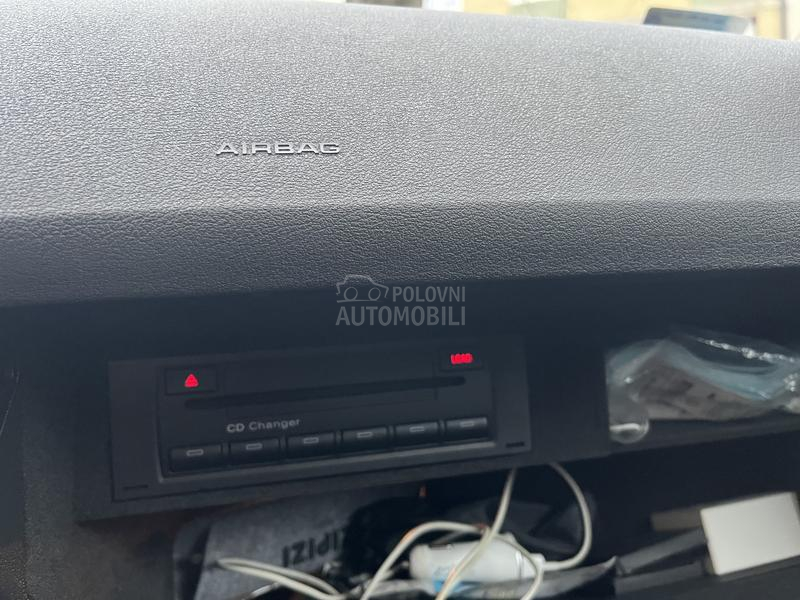 AIRBAG
POLOVNI
AUTOMOBILI
LOAD
CD Changer